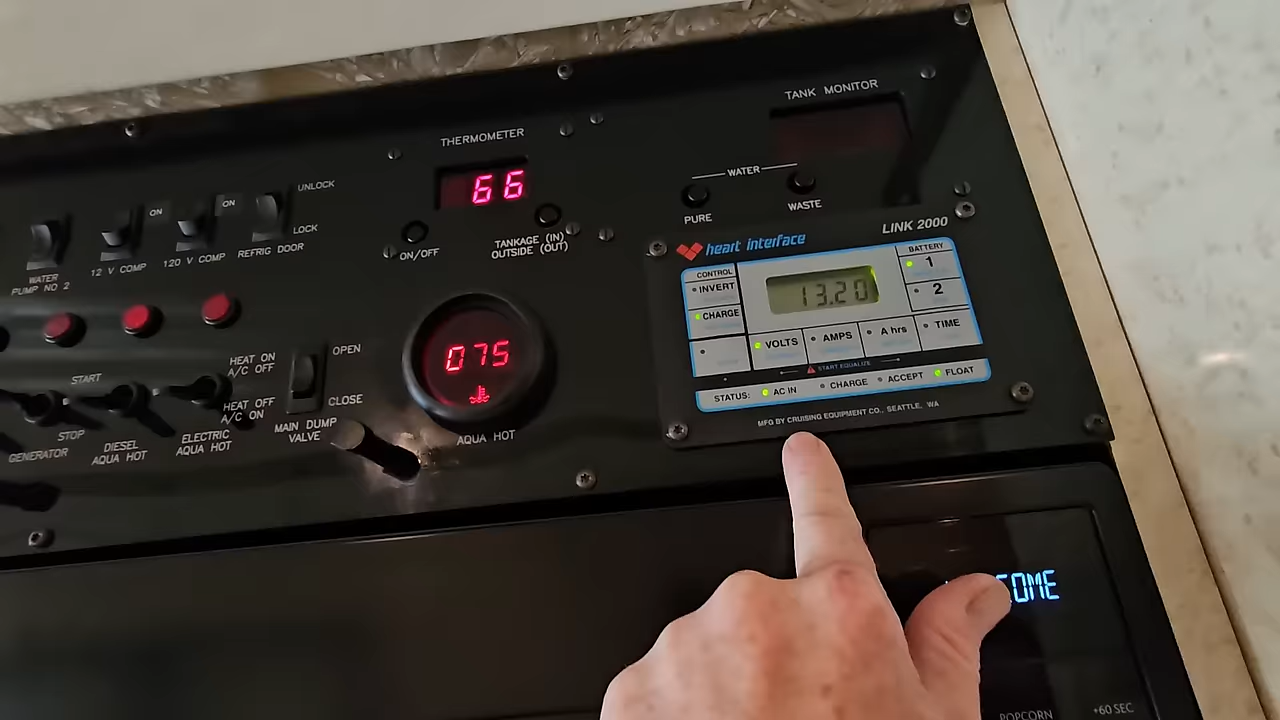 TANK MONITOR
THERMOMETER
66
WATER
PURE
WASTE
UNLOCK
ON
ON
LOCK
WATER
PUMP NO 2
12 V COMP
120 V COMP
REFRIG DOOR
ON/OFF
TANKAGE (IN)
OUTSIDE (OUT)
heart interface
LINK 2000
CONTROL
INVERT
CHARGE
13.20
BATTERY
1
2
VOLTS
AMPS
A hrs
TIME
START EQUALIZE
STATUS:
AC IN
CHARGE
ACCEPT
FLOAT
MFG BY CRUISING EQUIPMENT CO., SEATTLE, WA
075
AQUA HOT
START
STOP
GENERATOR
DIESEL
AQUA HOT
HEAT ON
A/C OFF
HEAT OFF
A/C ON
ELECTRIC
AQUA HOT
OPEN
CLOSE
MAIN DUMP
VALVE
COME
POPCORN
+60 SEC